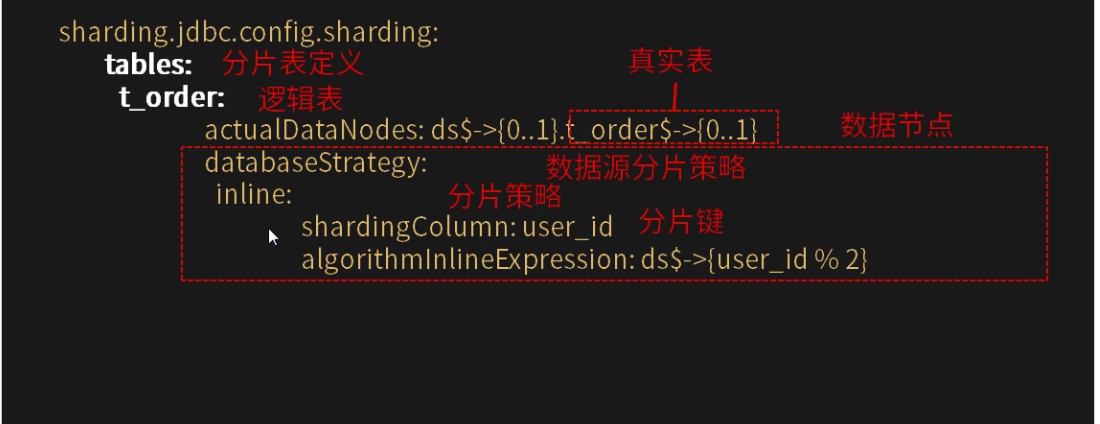 sharding.jdbc.config.sharding:
tables: 分片表定义
真实表
t_order: 逻辑表
actualDataNodes: ds$->{0..1}.t_order$->{0..1} 数据节点
databaseStrategy: 数据源分片策略
inline: 分片策略
shardingColumn: user_id 分片键
algorithmInlineExpression: ds$->{user_id % 2}